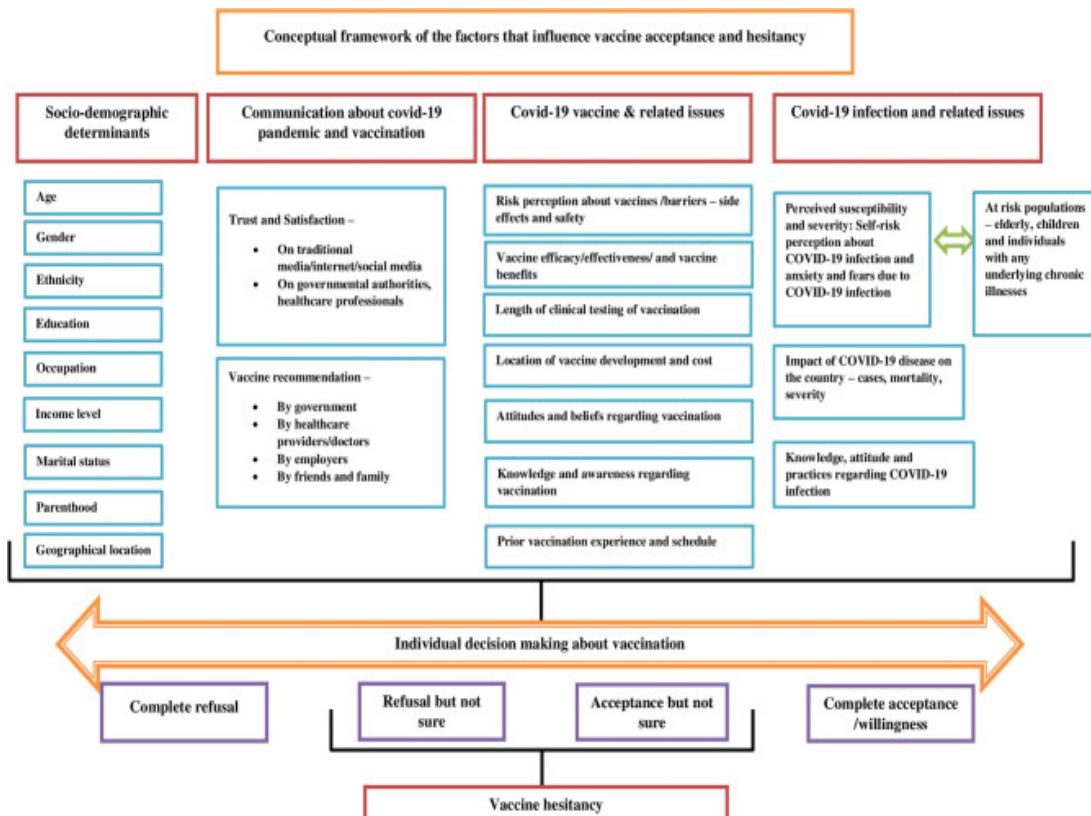 Conceptual framework of the factors that influence vaccine acceptance and hesitancy
Socio-demographic
determinants
Communication about covid-19
pandemic and vaccination
Covid-19 vaccine & related issues
Covid-19 infection and related issues
Age
Gender
Ethnicity
Education
Occupation
Income level
Marital status
Parenthood
Geographical location
Trust and Satisfaction –
• On traditional
media/internet/social media
• On governmental authorities,
healthcare professionals
Vaccine recommendation –
• By government
• By healthcare
providers/doctors
• By employers
• By friends and family
Risk perception about vaccines /barriers – side
effects and safety
Vaccine efficacy/effectiveness/ and vaccine
benefits
Length of clinical testing of vaccination
Location of vaccine development and cost
Attitudes and beliefs regarding vaccination
Knowledge and awareness regarding
vaccination
Prior vaccination experience and schedule
Perceived susceptibility
and severity: Self-risk
perception about
COVID-19 infection and
anxiety and fears due to
COVID-19 infection
At risk populations
– elderly, children
and individuals
with any
underlying chronic
illnesses
Impact of COVID-19 disease on
the country – cases, mortality,
severity
Knowledge, attitude and
practices regarding COVID-19
infection
Individual decision making about vaccination
Complete refusal
Refusal but not
sure
Acceptance but not
sure
Complete acceptance
/willingness
Vaccine hesitancy